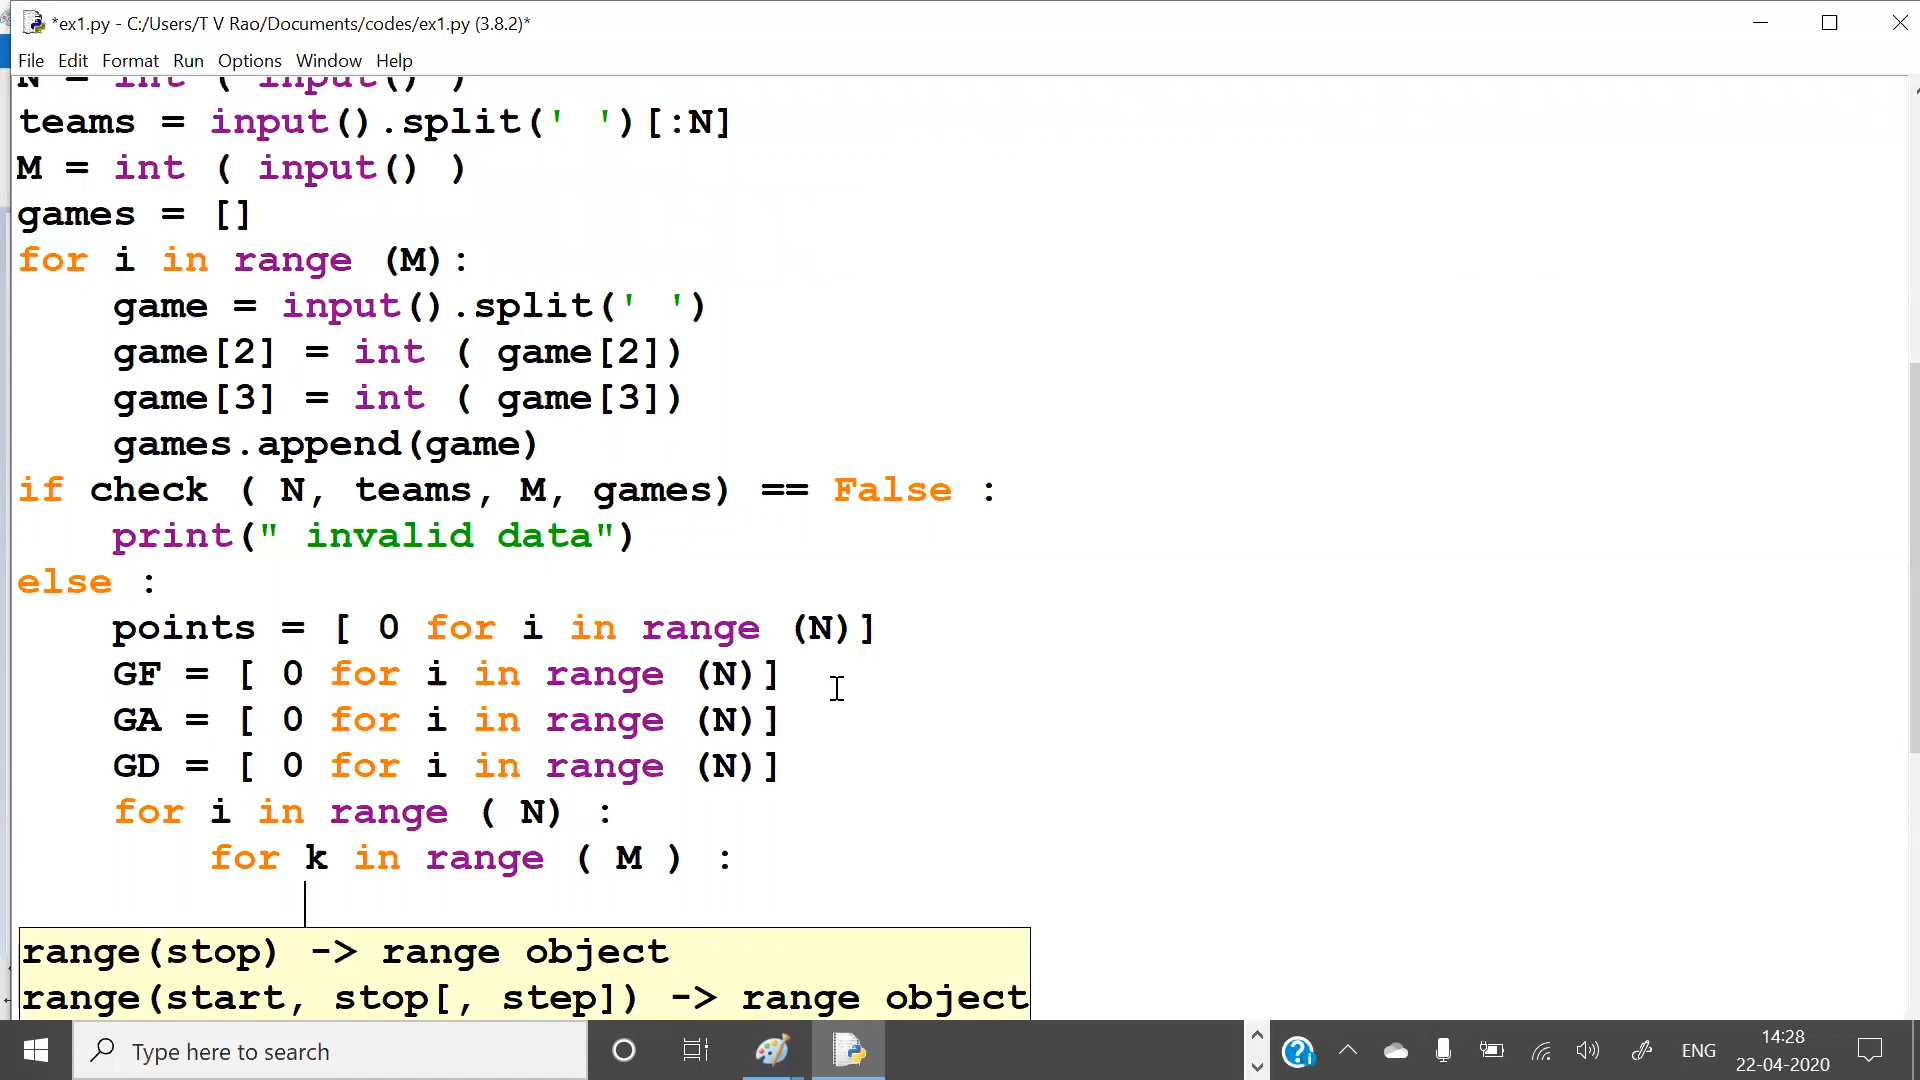 *ex1.py - C:/Users/T V Rao/Documents/codes/ex1.py (3.8.2)*
File Edit Format Run Options Window Help
N = int ( input() )
teams = input().split(' ')[:N]
M = int ( input() )
games = []
for i in range (M):
    game = input().split(' ')
    game[2] = int ( game[2])
    game[3] = int ( game[3])
    games.append(game)
if check ( N, teams, M, games) == False :
    print(" invalid data")
else :
    points = [ 0 for i in range (N)]
    GF = [ 0 for i in range (N)]
    GA = [ 0 for i in range (N)]
    GD = [ 0 for i in range (N)]
    for i in range ( N) :
        for k in range ( M ) :
range(stop) -> range object
range(start, stop[, step]) -> range object
Type here to search
ENG
14:28
22-04-2020